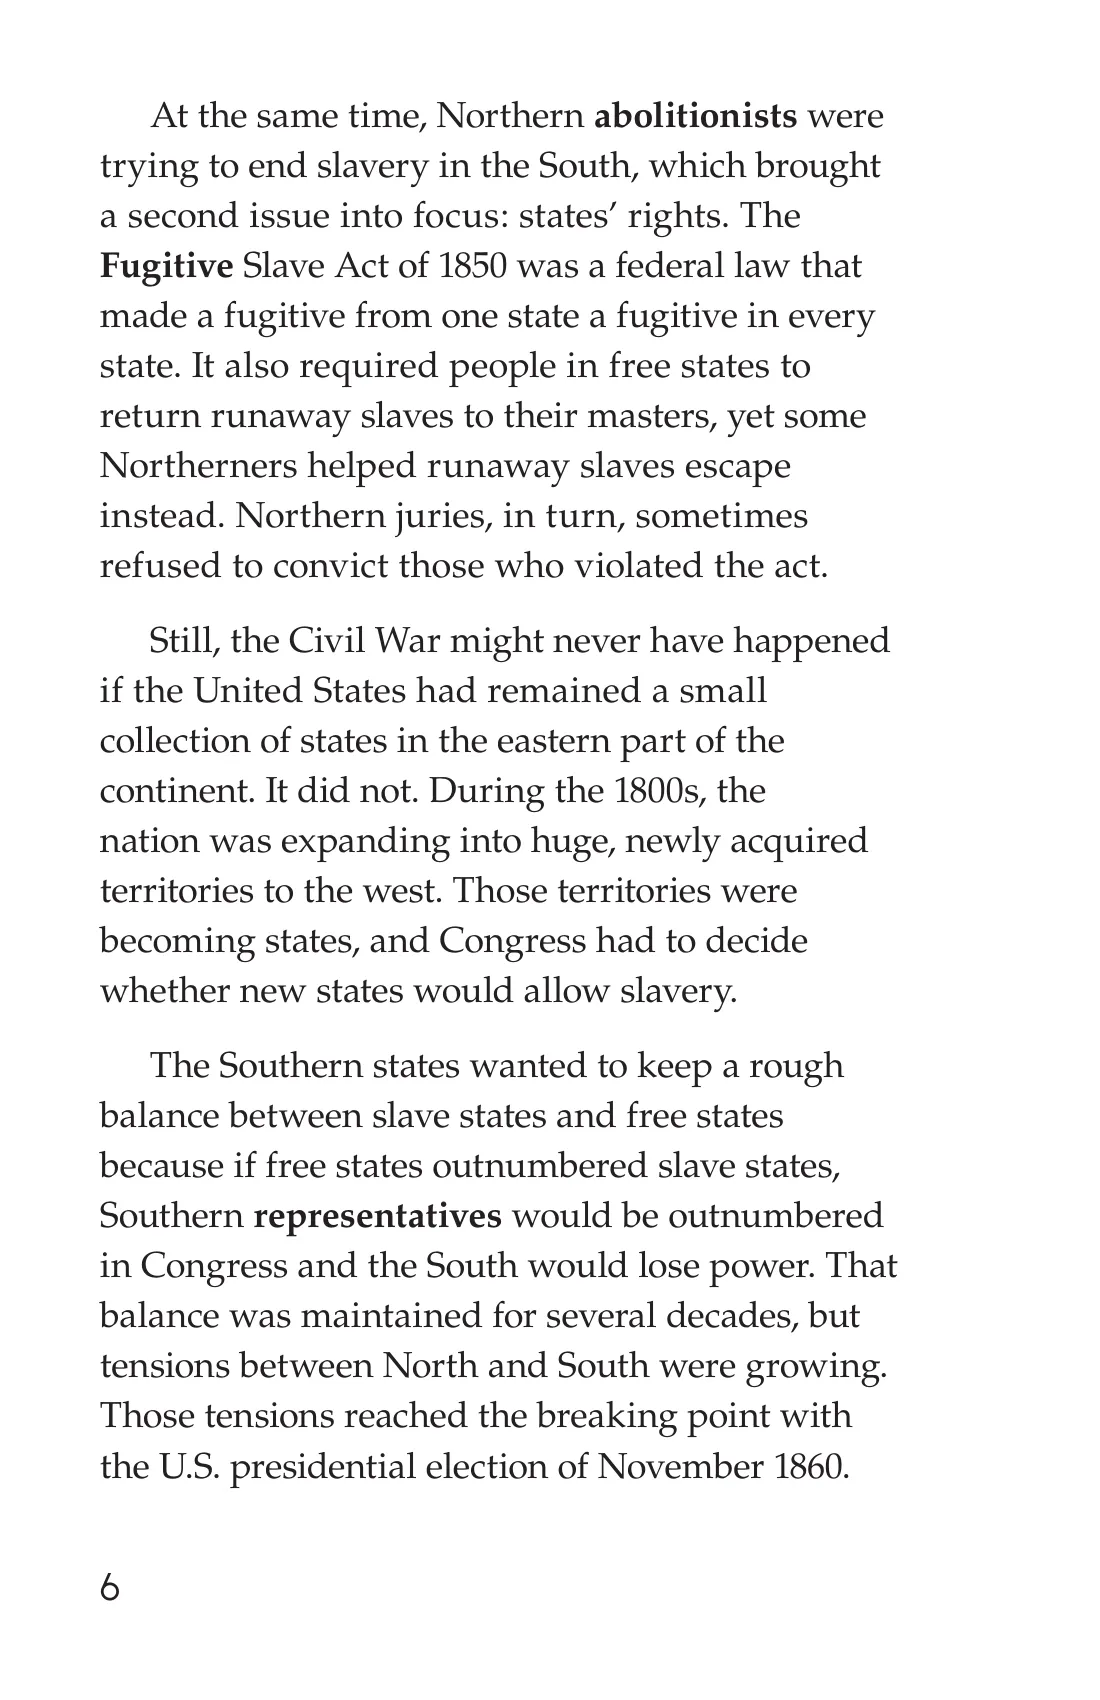 At the same time, Northern abolitionists were
trying to end slavery in the South, which brought
a second issue into focus: states’ rights. The
Fugitive Slave Act of 1850 was a federal law that
made a fugitive from one state a fugitive in every
state. It also required people in free states to
return runaway slaves to their masters, yet some
Northerners helped runaway slaves escape
instead. Northern juries, in turn, sometimes
refused to convict those who violated the act.
Still, the Civil War might never have happened
if the United States had remained a small
collection of states in the eastern part of the
continent. It did not. During the 1800s, the
nation was expanding into huge, newly acquired
territories to the west. Those territories were
becoming states, and Congress had to decide
whether new states would allow slavery.
The Southern states wanted to keep a rough
balance between slave states and free states
because if free states outnumbered slave states,
Southern representatives would be outnumbered
in Congress and the South would lose power. That
balance was maintained for several decades, but
tensions between North and South were growing.
Those tensions reached the breaking point with
the U.S. presidential election of November 1860.
6